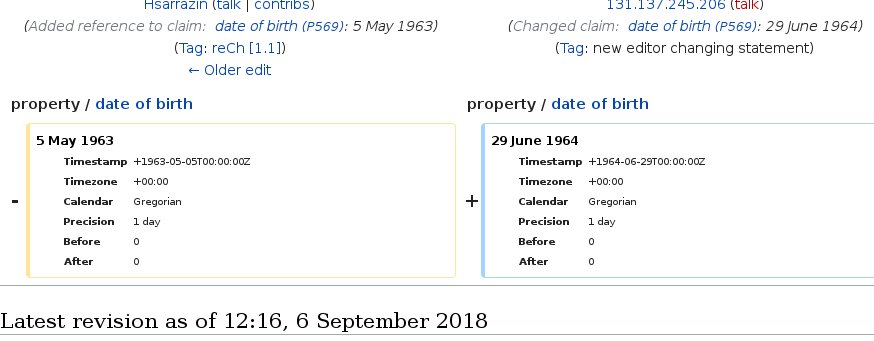 Hsarrazin (talk | contribs)
(Added reference to claim: date of birth (P569): 5 May 1963)
(Tag: reCh [1.1])
← Older edit
131.137.245.206 (talk)
(Changed claim: date of birth (P569): 29 June 1964)
(Tag: new editor changing statement)
property / date of birth
property / date of birth
-
5 May 1963
Timestamp +1963-05-05T00:00:00Z
Timezone +00:00
Calendar Gregorian
Precision 1 day
Before 0
After 0
+
29 June 1964
Timestamp +1964-06-29T00:00:00Z
Timezone +00:00
Calendar Gregorian
Precision 1 day
Before 0
After 0
Latest revision as of 12:16, 6 September 2018